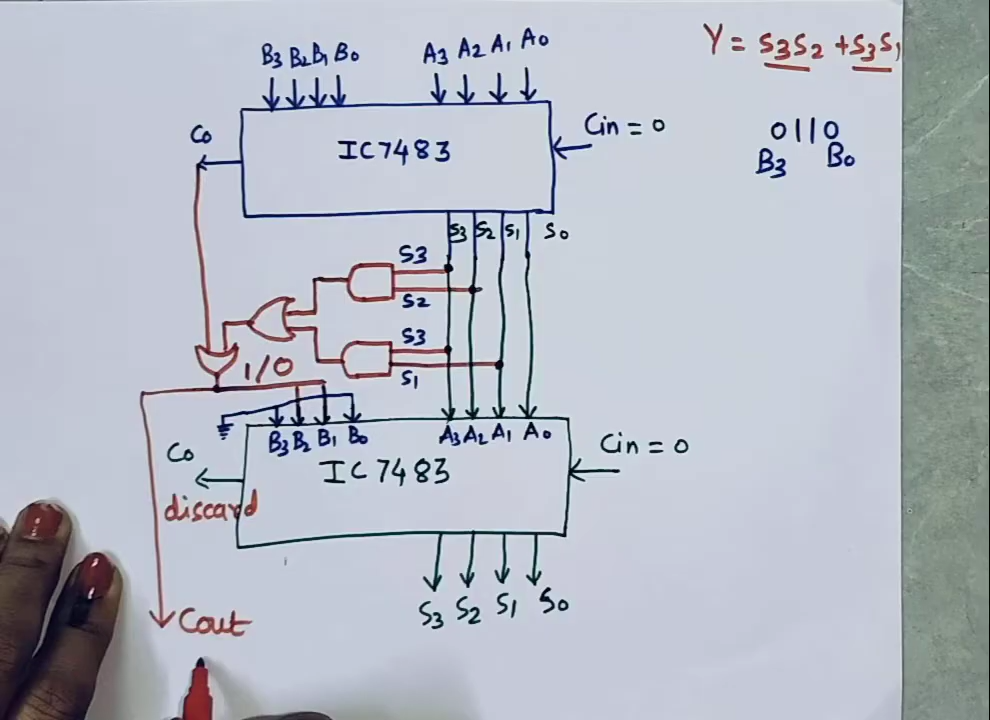 B3 B2 B1 B0 A3 A2 A1 A0
Y = S3S2 + S3S1
Co
IC7483
Cin = 0
0110
B3 B0
S3 S2 S1 S0
S3
S2
S3
S1
1/0
B3 B2 B1 B0 A3 A2 A1 A0
Co
IC7483
Cin = 0
discard
S3 S2 S1 S0
Cout